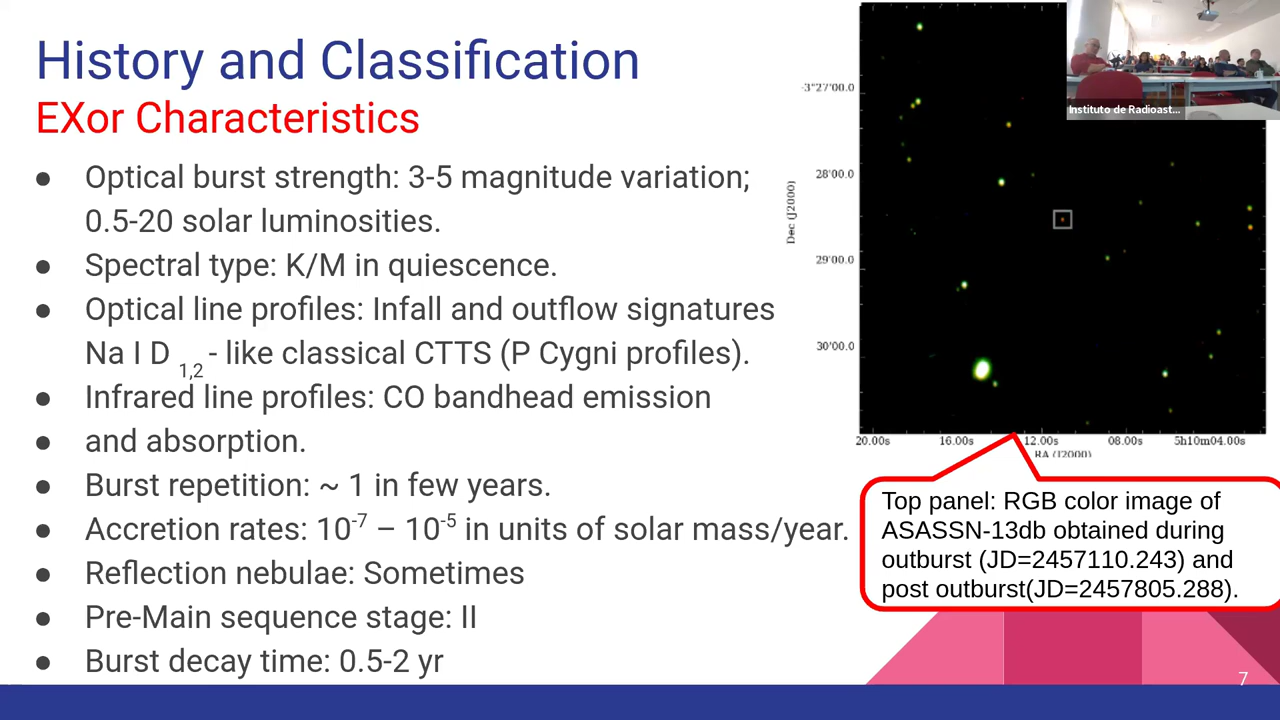 History and Classification
EXor Characteristics
● Optical burst strength: 3-5 magnitude variation;
0.5-20 solar luminosities.
● Spectral type: K/M in quiescence.
● Optical line profiles: Infall and outflow signatures
Na I D 1,2 - like classical CTTS (P Cygni profiles).
● Infrared line profiles: CO bandhead emission
● and absorption.
● Burst repetition: ~ 1 in few years.
● Accretion rates: 10^-7 – 10^-5 in units of solar mass/year.
● Reflection nebulae: Sometimes
● Pre-Main sequence stage: II
● Burst decay time: 0.5-2 yr
-3°27'00.0
28'00.0
29'00.0
30'00.0
Dec (J2000)
20.00s 16.00s 12.00s 08.00s 5h10m04.00s
RA (J2000)
Instituto de Radioast...
Top panel: RGB color image of
ASASSN-13db obtained during
outburst (JD=2457110.243) and
post outburst(JD=2457805.288).
7